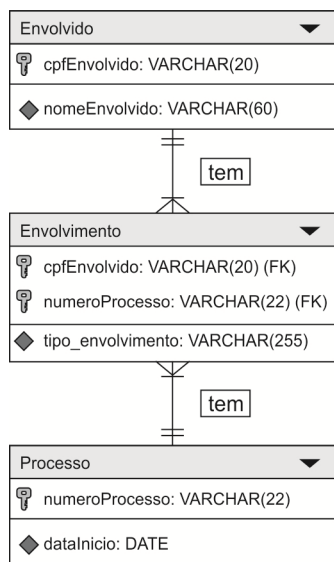 Envolvido
cpfEnvolvido: VARCHAR(20)
nomeEnvolvido: VARCHAR(60)
tem
Envolvimento
cpfEnvolvido: VARCHAR(20) (FK)
numeroProcesso: VARCHAR(22) (FK)
tipo_envolvimento: VARCHAR(255)
tem
Processo
numeroProcesso: VARCHAR(22)
dataInicio: DATE